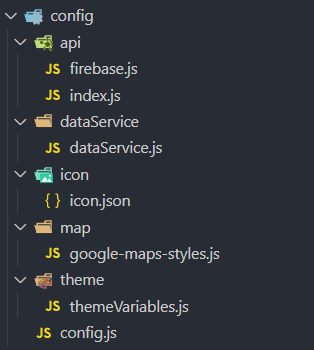 config
api
JS firebase.js
JS index.js
dataService
JS dataService.js
icon
{ } icon.json
map
JS google-maps-styles.js
theme
JS themeVariables.js
JS config.js